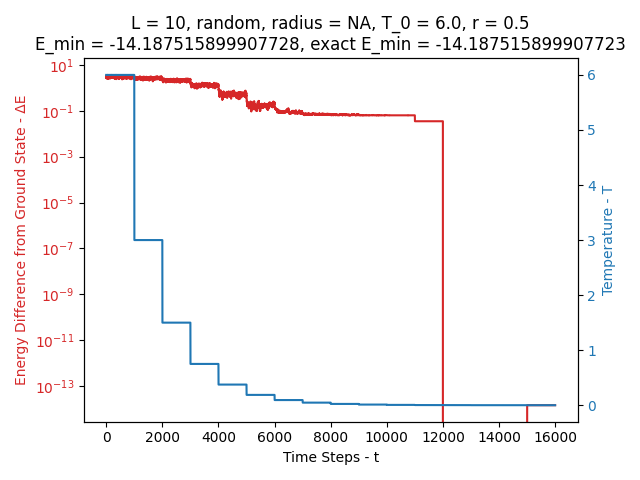 L = 10, random, radius = NA, T_0 = 6.0, r = 0.5
E_min = -14.187515899907728, exact E_min = -14.187515899907723
Energy Difference from Ground State - ΔE
10¹
10⁻¹
10⁻³
10⁻⁵
10⁻⁷
10⁻⁹
10⁻¹¹
10⁻¹³
6
5
4
3
2
1
0
Temperature - T
0 2000 4000 6000 8000 10000 12000 14000 16000
Time Steps - t